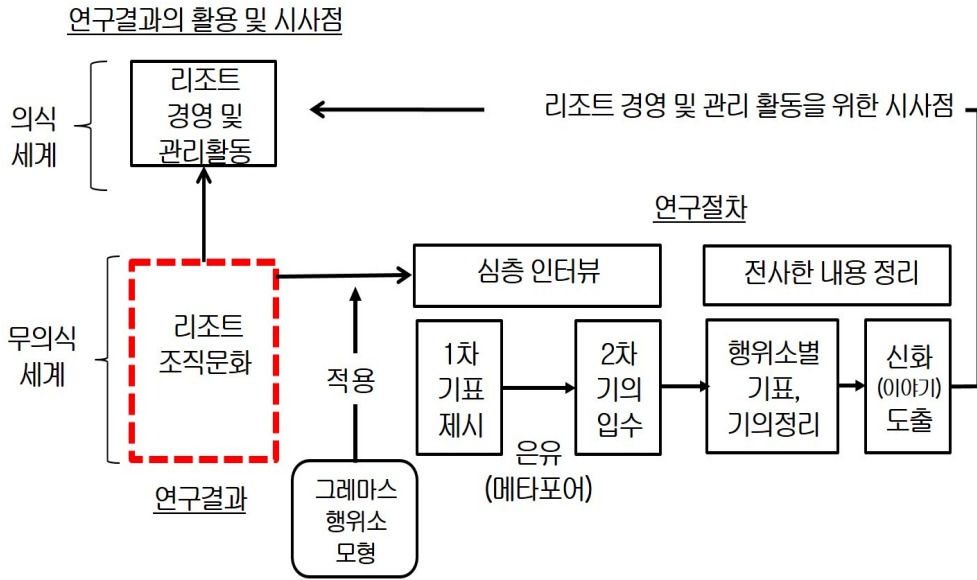 연구결과의 활용 및 시사점
의식
세계
리조트
경영 및
관리활동
리조트 경영 및 관리 활동을 위한 시사점
연구절차
무의식
세계
리조트
조직문화
연구결과
적용
그레마스
행위소
모형
심층 인터뷰
전사한 내용 정리
1차
기표
제시
은유
(메타포어)
2차
기의
입수
행위소별
기표,
기의정리
신화
(이야기)
도출